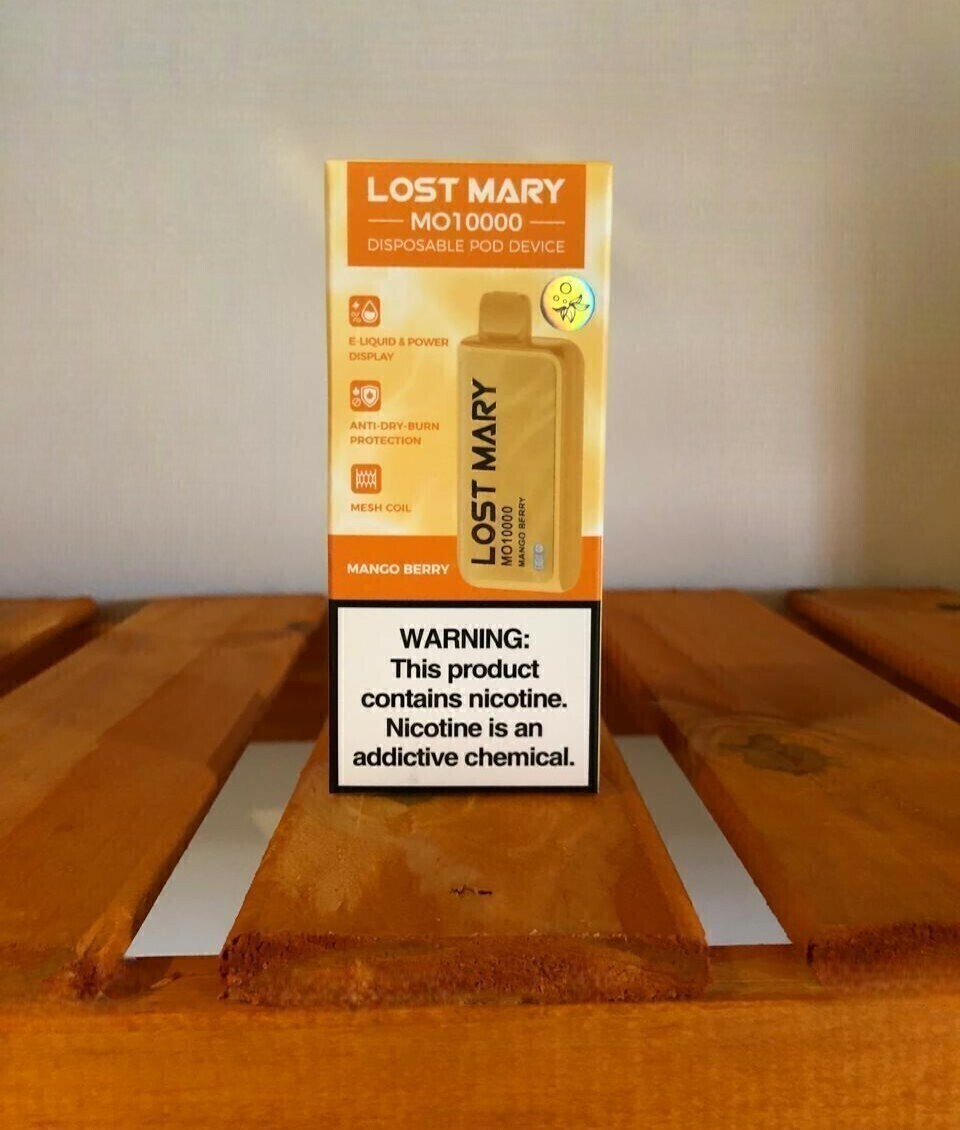 LOST MARY
MO10000
DISPOSABLE POD DEVICE
E-LIQUID & POWER
DISPLAY
ANTI-DRY-BURN
PROTECTION
MESH COIL
LOST MARY
MO10000
MANGO BERRY
MANGO BERRY
WARNING:
This product
contains nicotine.
Nicotine is an
addictive chemical.